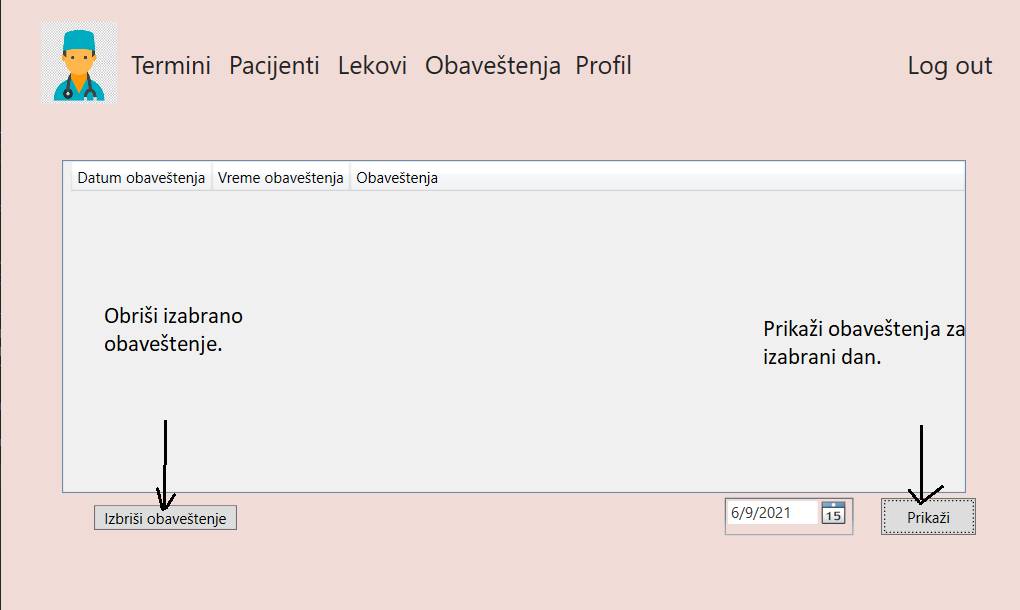 Termini Pacijenti Lekovi Obaveštenja Profil Log out
Datum obaveštenja Vreme obaveštenja Obaveštenja
Obriši izabrano
obaveštenje.
Prikaži obaveštenja za
izabrani dan.
Izbriši obaveštenje
6/9/2021 15
Prikaži